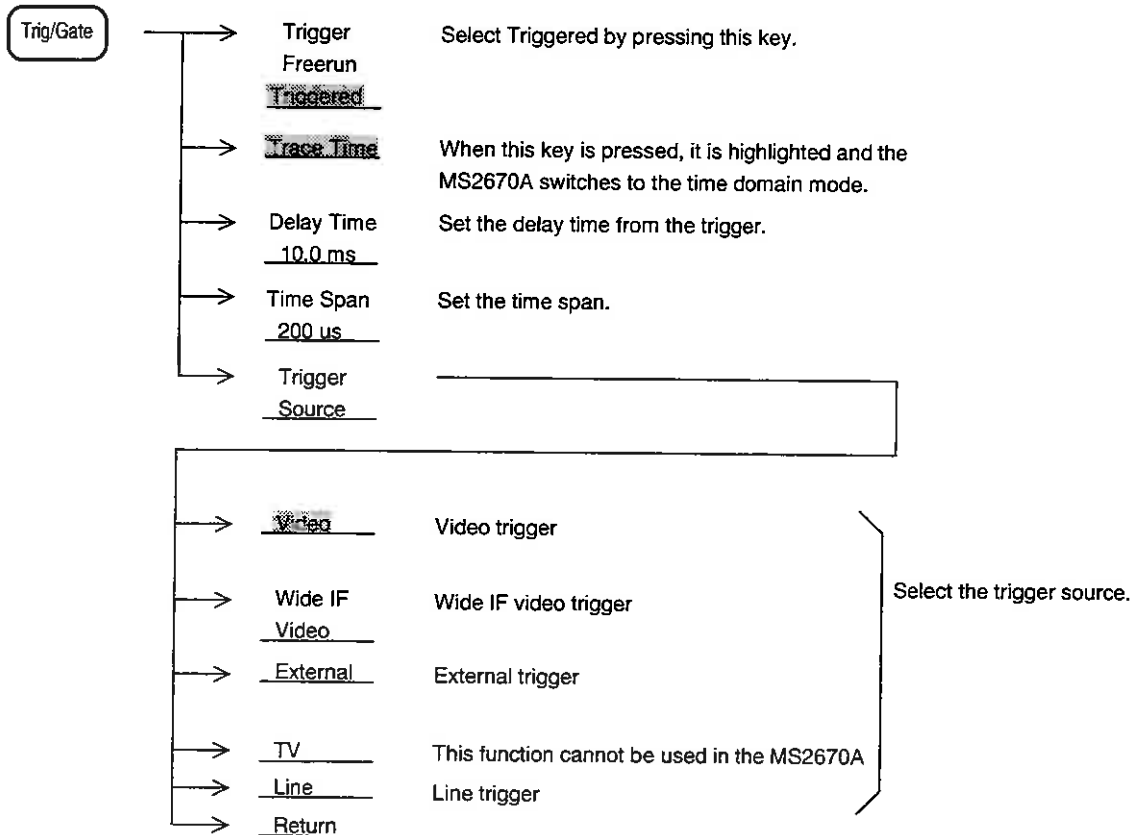 Trig/Gate
Trigger
Freerun
Triggered
Select Triggered by pressing this key.
Trace Time
When this key is pressed, it is highlighted and the
MS2670A switches to the time domain mode.
Delay Time
10.0 ms
Set the delay time from the trigger.
Time Span
200 us
Set the time span.
Trigger
Source
Video
Video trigger
Wide IF
Video
Wide IF video trigger
External
External trigger
TV
This function cannot be used in the MS2670A
Line
Line trigger
Return
Select the trigger source.